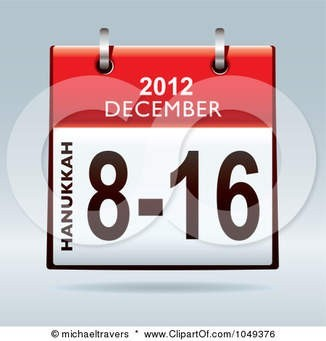 2012
DECEMBER
HANUKKAH
8-16
© michaeltravers * www.ClipartOf.com/1049376